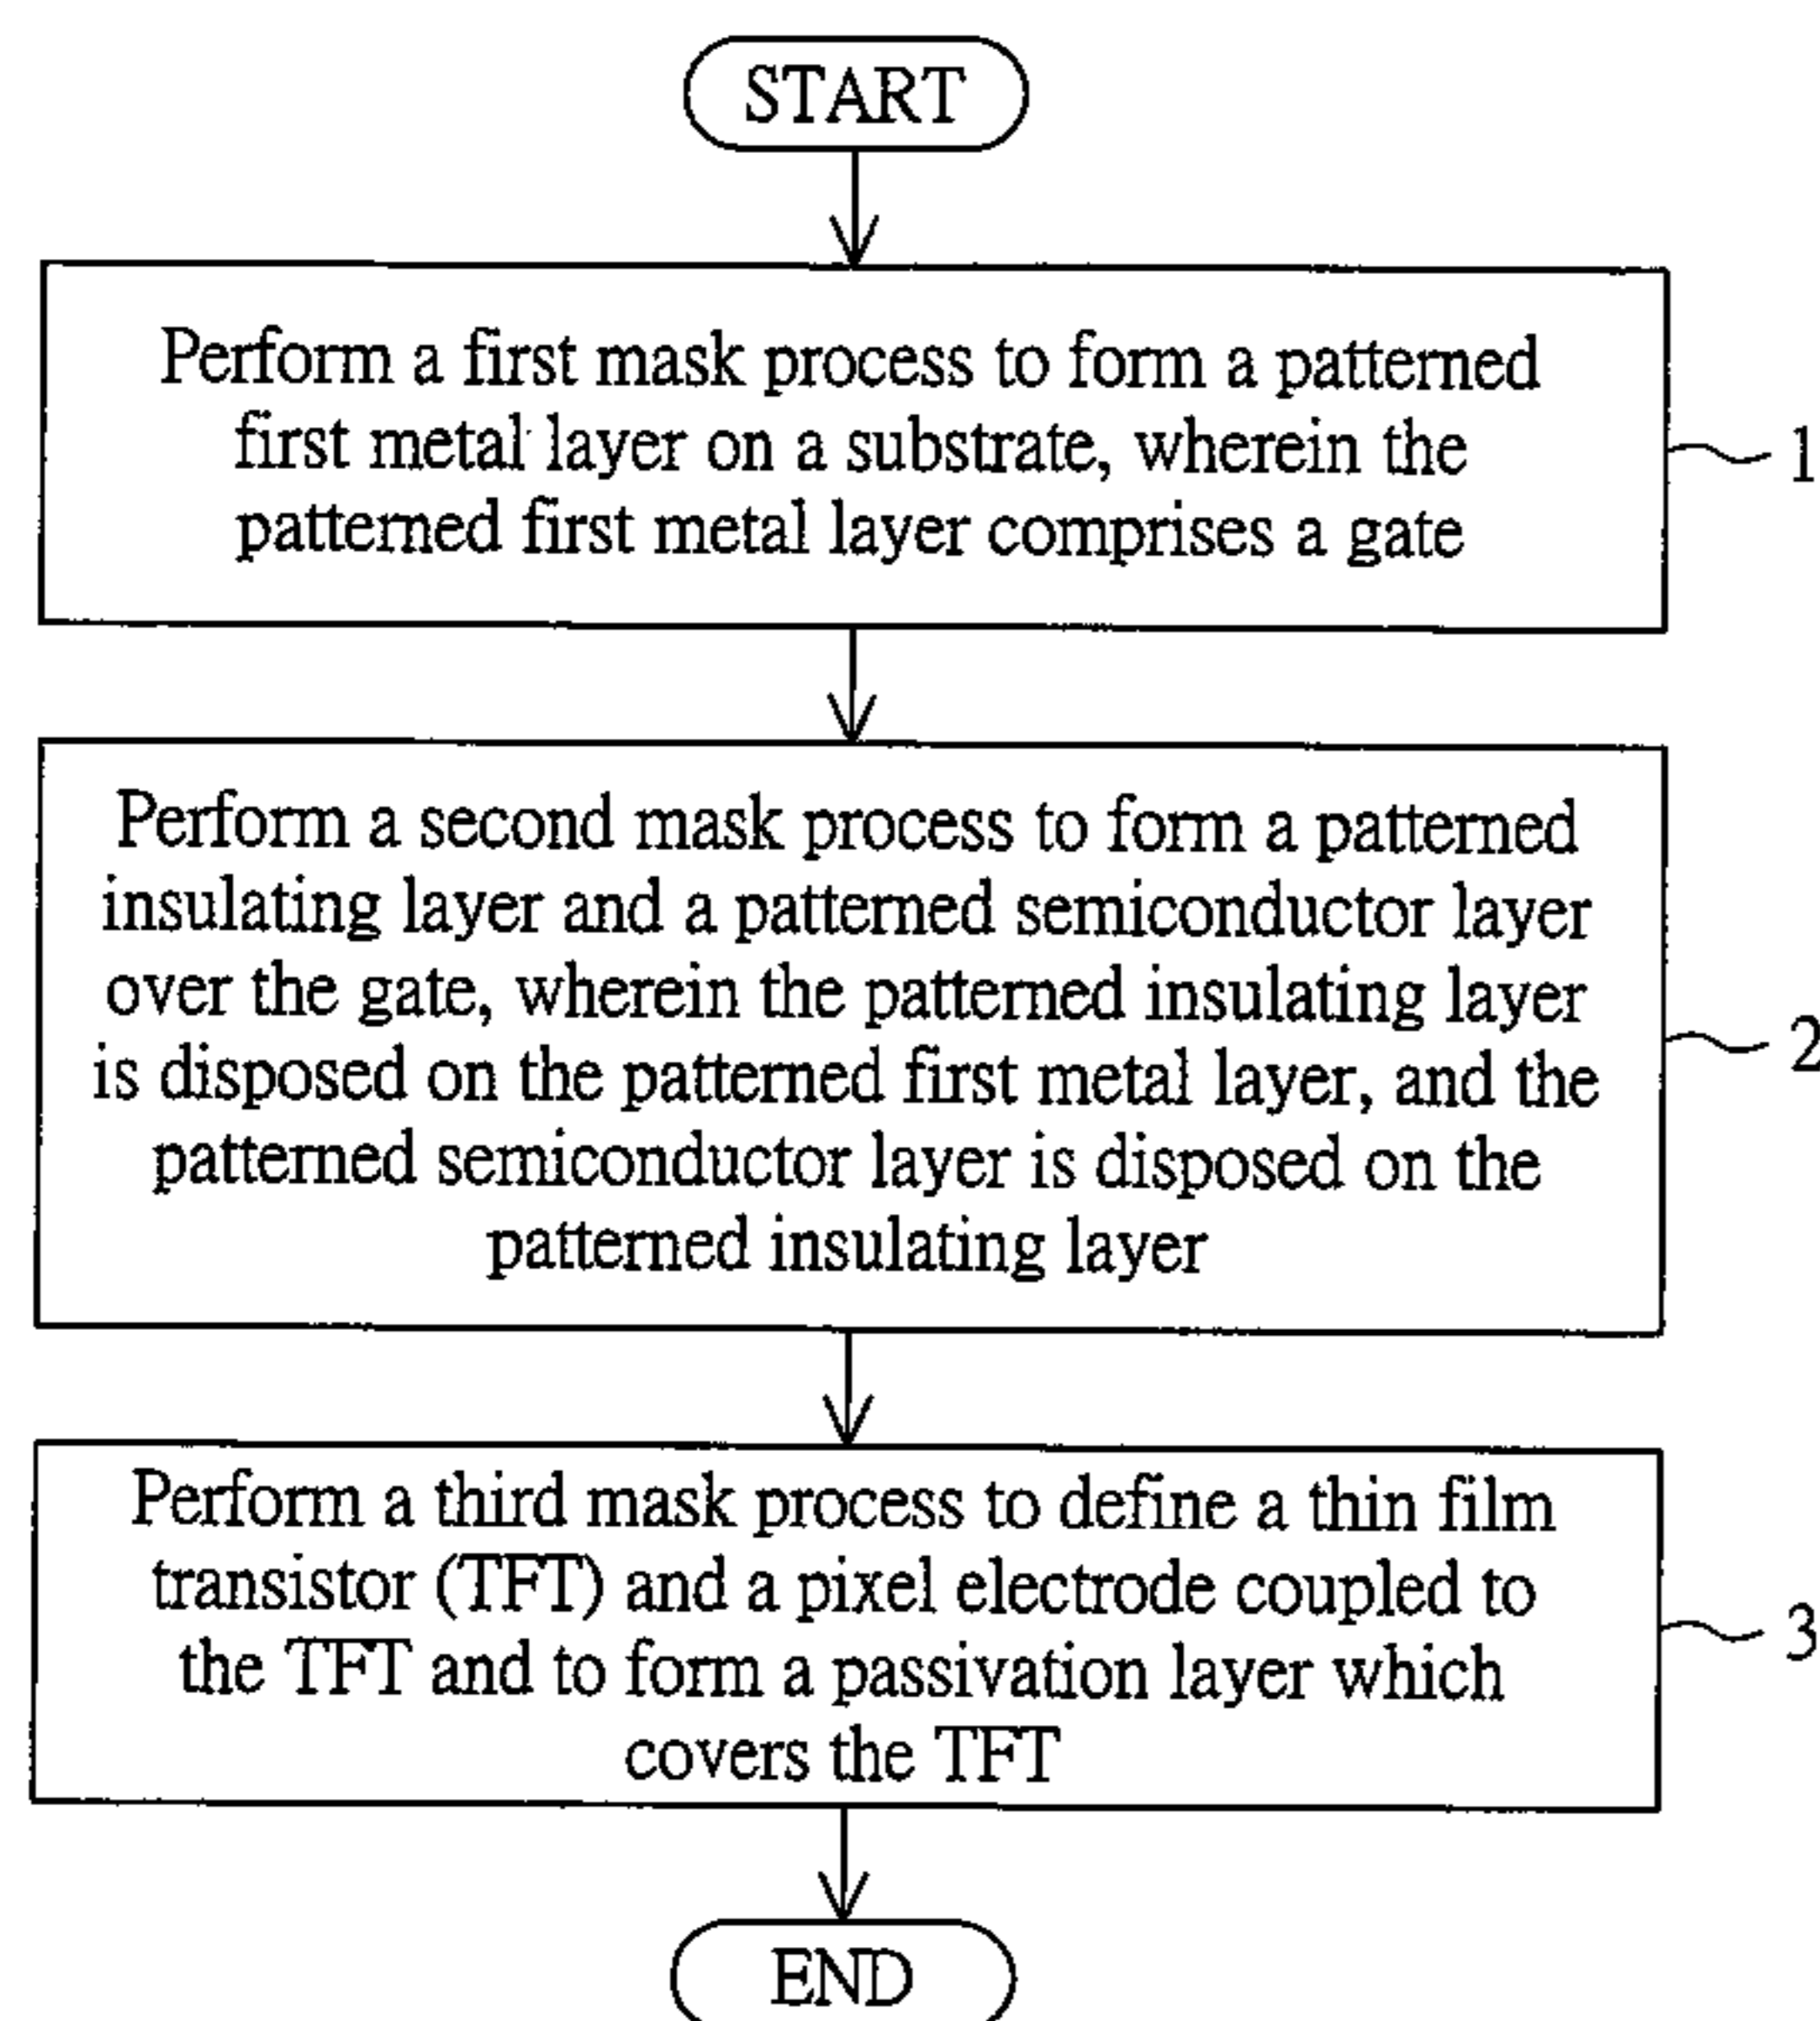 START
Perform a first mask process to form a patterned
first metal layer on a substrate, wherein the
patterned first metal layer comprises a gate
1
Perform a second mask process to form a patterned
insulating layer and a patterned semiconductor layer
over the gate, wherein the patterned insulating layer
is disposed on the patterned first metal layer, and the
patterned semiconductor layer is disposed on the
patterned insulating layer
2
Perform a third mask process to define a thin film
transistor (TFT) and a pixel electrode coupled to
the TFT and to form a passivation layer which
covers the TFT
3
END